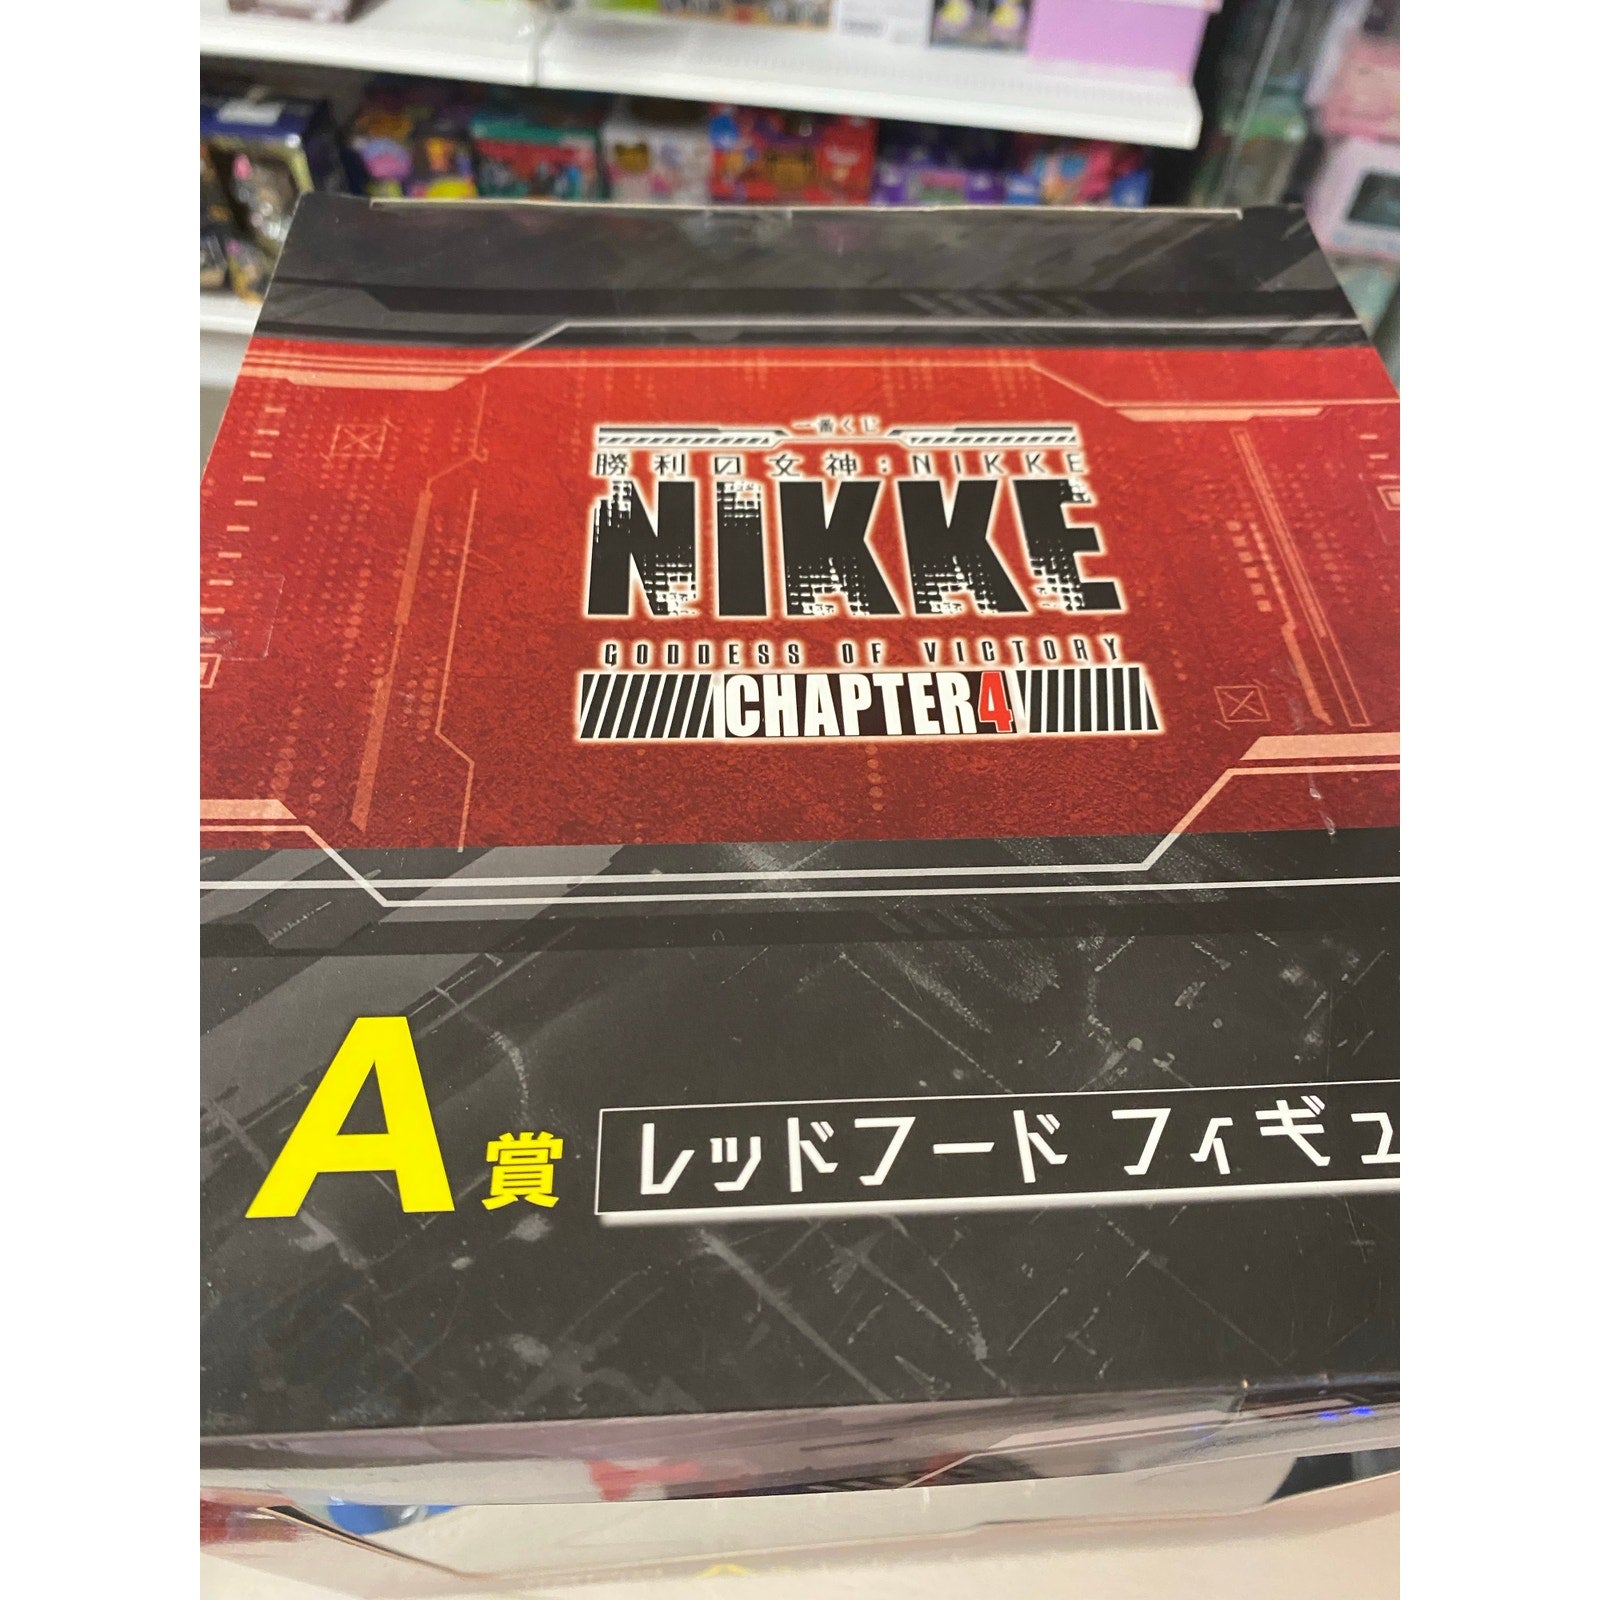 一番くじ
勝利の女神:NIKKE
NIKKE
GODDESS OF VICTORY
CHAPTER4
A賞
レッドフード フィギュ